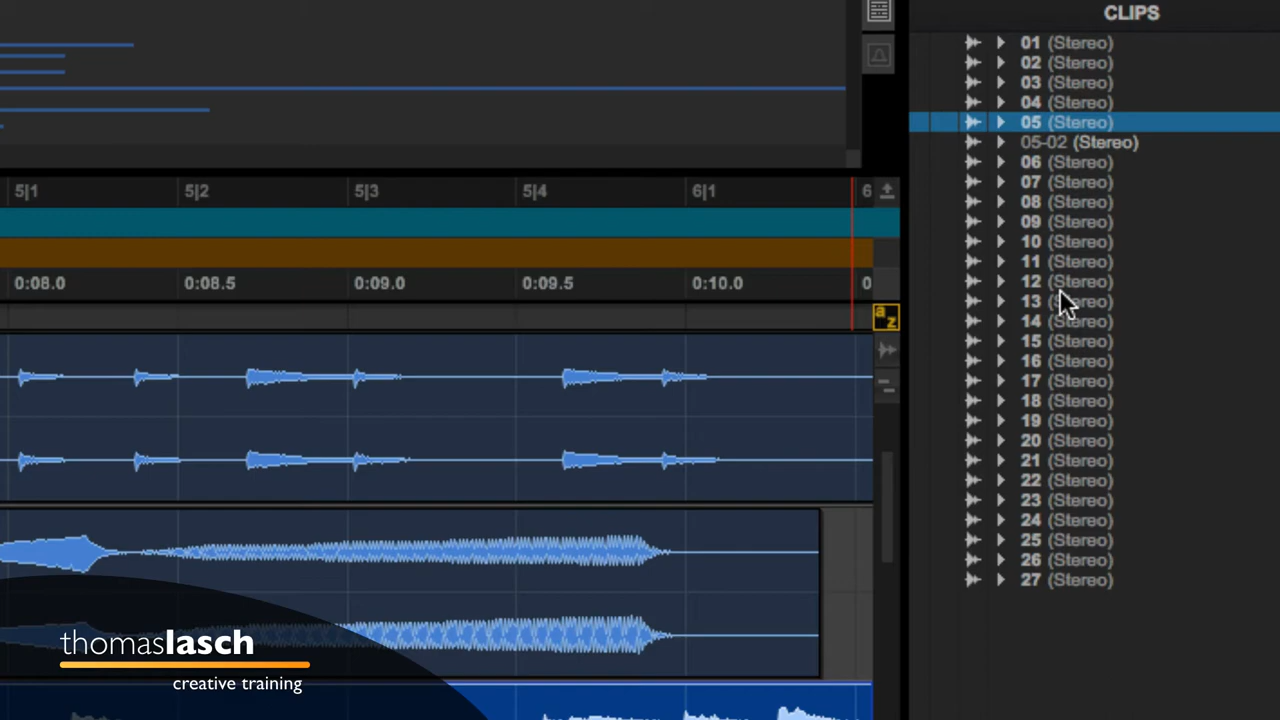 CLIPS
01 (Stereo)
02 (Stereo)
03 (Stereo)
04 (Stereo)
05 (Stereo)
05-02 (Stereo)
06 (Stereo)
07 (Stereo)
08 (Stereo)
09 (Stereo)
10 (Stereo)
11 (Stereo)
12 (Stereo)
13 (Stereo)
14 (Stereo)
15 (Stereo)
16 (Stereo)
17 (Stereo)
18 (Stereo)
19 (Stereo)
20 (Stereo)
21 (Stereo)
22 (Stereo)
23 (Stereo)
24 (Stereo)
25 (Stereo)
26 (Stereo)
27 (Stereo)
5|1 5|2 5|3 5|4 6|1 6
0:08.0 0:08.5 0:09.0 0:09.5 0:10.0 0
a z
thomaslasch
creative training